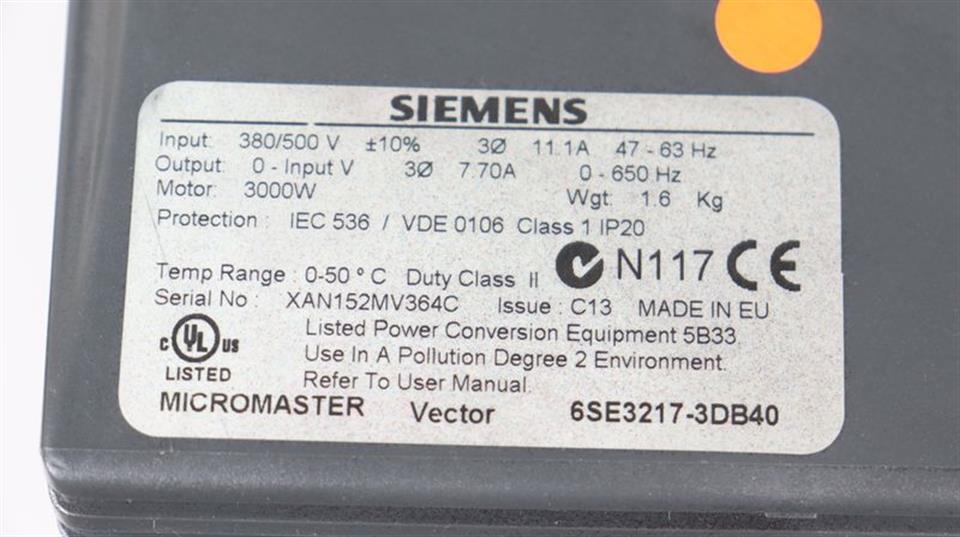 SIEMENS
Input: 380/500 V ±10% 3Ø 11.1A 47 - 63 Hz
Output: 0 - Input V 3Ø 7.70A 0 - 650 Hz
Motor: 3000W Wgt: 1.6 Kg
Protection : IEC 536 / VDE 0106 Class 1 IP20
N117 CE
Temp Range : 0-50 ° C Duty Class II
Serial No : XAN152MV364C Issue : C13 MADE IN EU
Listed Power Conversion Equipment 5B33.
c UL us
Use In A Pollution Degree 2 Environment.
LISTED
Refer To User Manual.
MICROMASTER Vector 6SE3217-3DB40